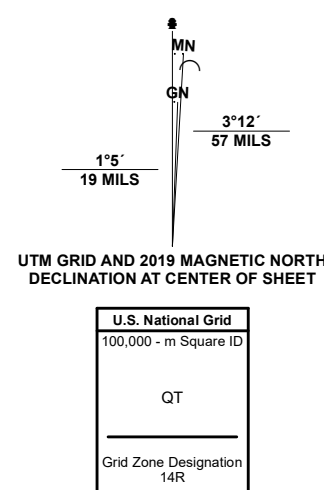 MN
GN
3°12´
57 MILS
1°5´
19 MILS
UTM GRID AND 2019 MAGNETIC NORTH
DECLINATION AT CENTER OF SHEET
U.S. National Grid
100,000 - m Square ID
QT
Grid Zone Designation
14R